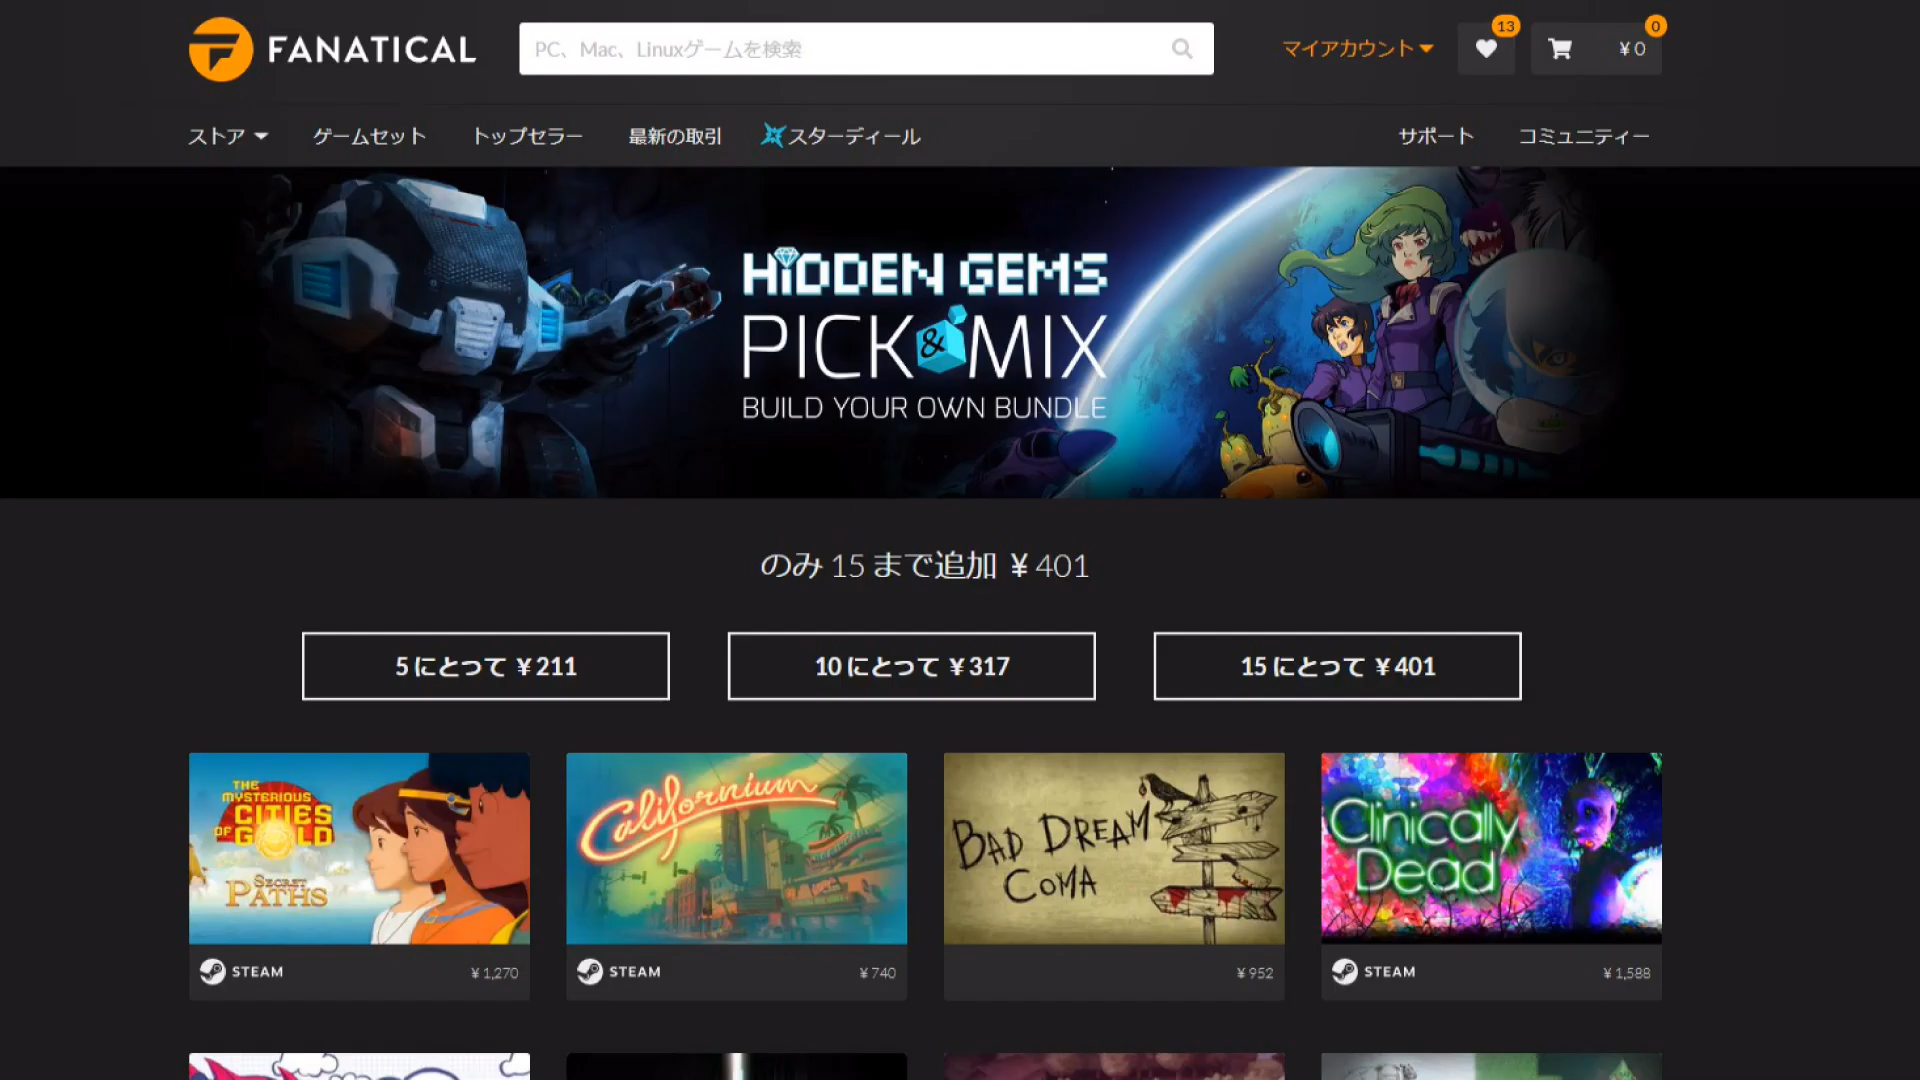 FANATICAL
PC、Mac、Linuxゲームを検索
マイアカウント
13
¥ 0
0
ストア
ゲームセット
トップセラー
最新の取引
スターディール
サポート
コミュニティー
HIDDEN GEMS
PICK & MIX
BUILD YOUR OWN BUNDLE
のみ 15 まで追加 ¥ 401
5 にとって ¥ 211
10 にとって ¥ 317
15 にとって ¥ 401
THE
MYSTERIOUS
CITIES
OF GOLD
SECRET
PATHS
STEAM
¥ 1,270
Californium
STEAM
¥ 740
BAD DREAM
COMA
¥ 952
Clinically
Dead
STEAM
¥ 1,588